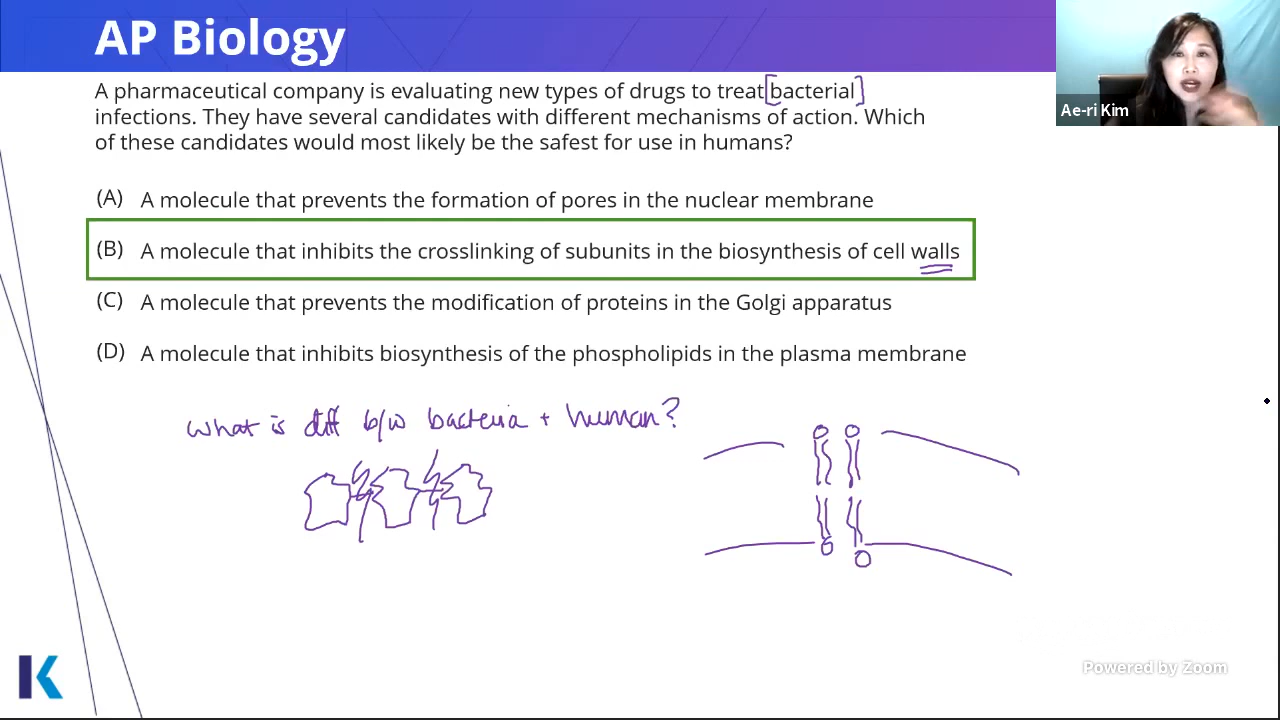 AP Biology
A pharmaceutical company is evaluating new types of drugs to treat [bacterial]
infections. They have several candidates with different mechanisms of action. Which
of these candidates would most likely be the safest for use in humans?
Ae-ri Kim
(A) A molecule that prevents the formation of pores in the nuclear membrane
(B) A molecule that inhibits the crosslinking of subunits in the biosynthesis of cell walls
(C) A molecule that prevents the modification of proteins in the Golgi apparatus
(D) A molecule that inhibits biosynthesis of the phospholipids in the plasma membrane
what is diff b/w bacteria + human?
K
Powered by Zoom